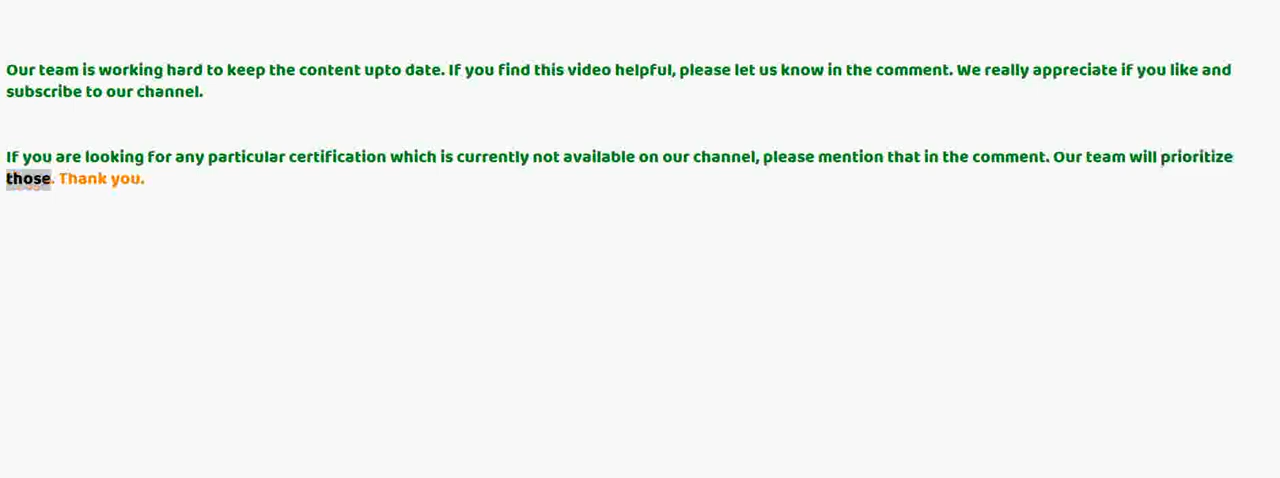 Our team is working hard to keep the content upto date. If you find this video helpful, please let us know in the comment. We really appreciate if you like and
subscribe to our channel.
If you are looking for any particular certification which is currently not available on our channel, please mention that in the comment. Our team will prioritize
those. Thank you.